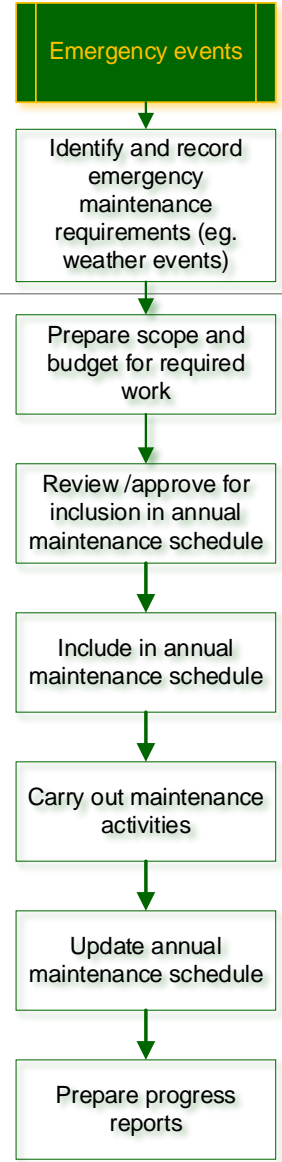 Emergency events
Identify and record
emergency
maintenance
requirements (eg.
weather events)
Prepare scope and
budget for required
work
Review /approve for
inclusion in annual
maintenance schedule
Include in annual
maintenance schedule
Carry out maintenance
activities
Update annual
maintenance schedule
Prepare progress
reports